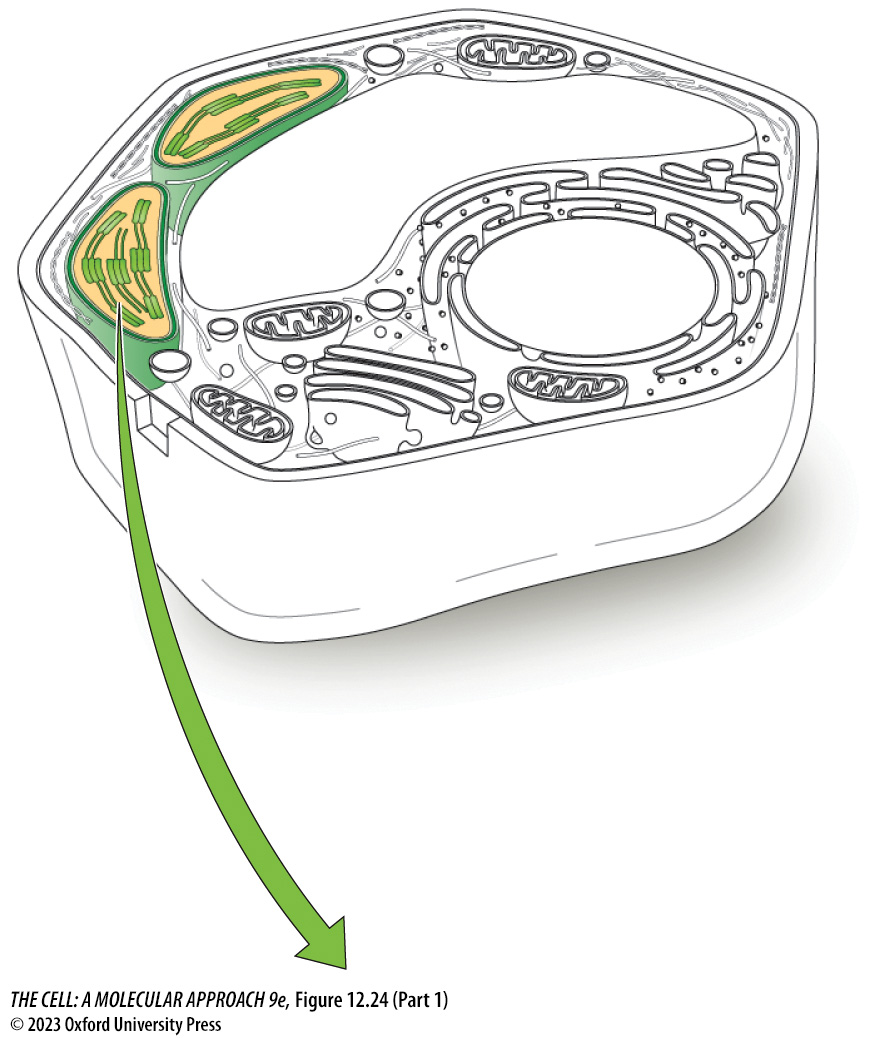 THE CELL: A MOLECULAR APPROACH 9e, Figure 12.24 (Part 1)
© 2023 Oxford University Press